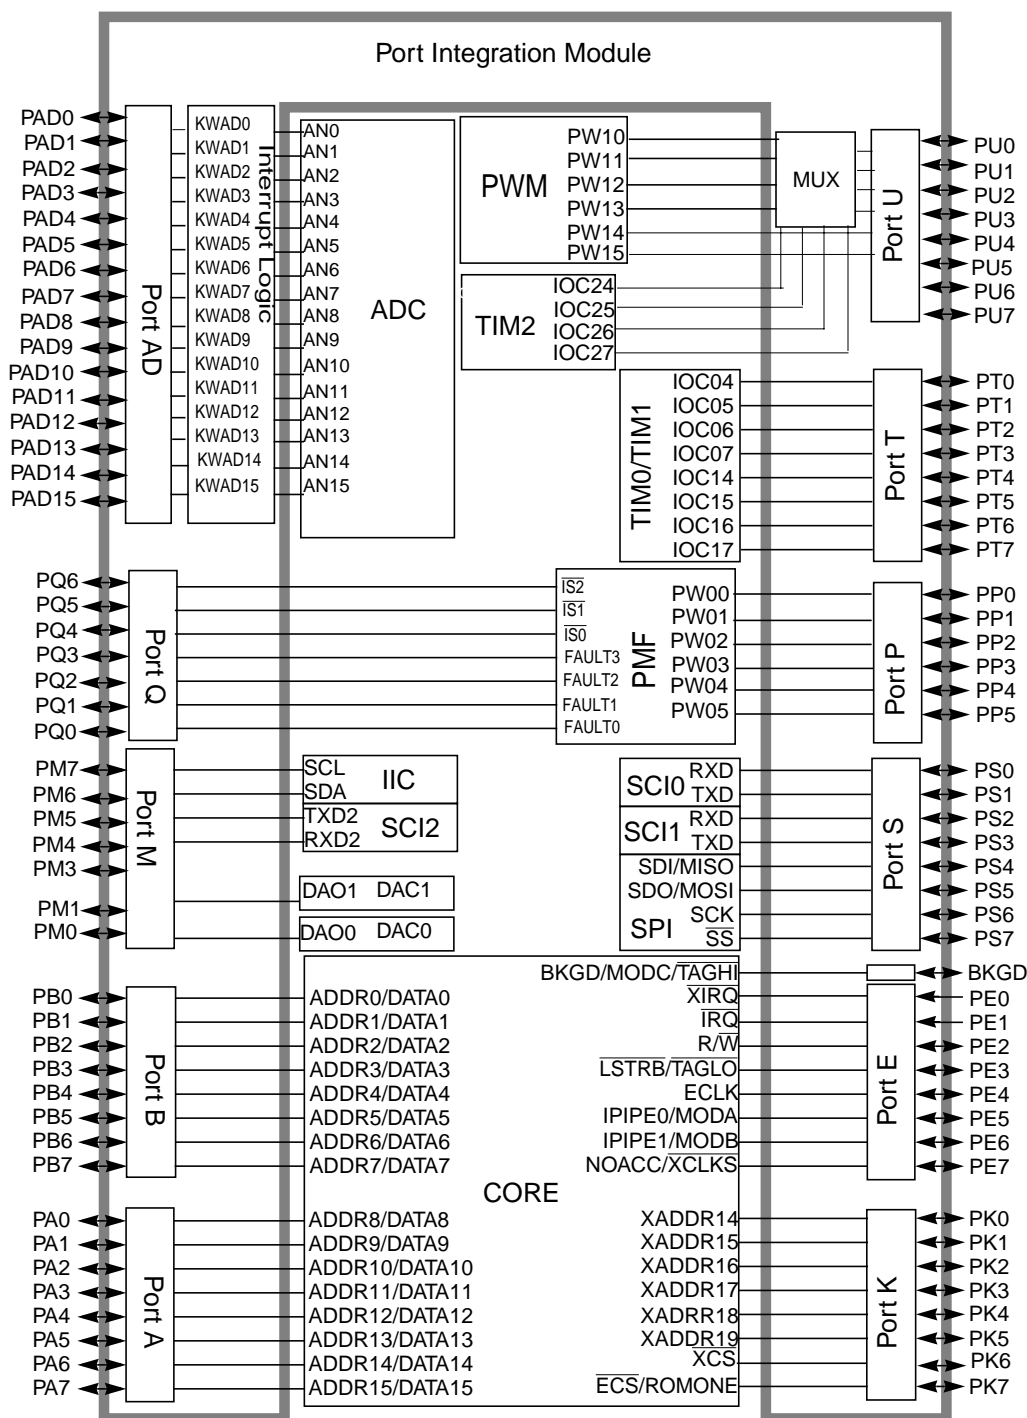 Port Integration Module
PAD0
PAD1
PAD2
PAD3
PAD4
PAD5
PAD6
PAD7
PAD8
PAD9
PAD10
PAD11
PAD12
PAD13
PAD14
PAD15
Port AD
KWAD0
KWAD1
KWAD2
KWAD3
KWAD4
KWAD5
KWAD6
KWAD7
KWAD8
KWAD9
KWAD10
KWAD11
KWAD12
KWAD13
KWAD14
KWAD15
Interrupt Logic
AN0
AN1
AN2
AN3
AN4
AN5
AN6
AN7
AN8
AN9
AN10
AN11
AN12
AN13
AN14
AN15
ADC
PWM
PW10
PW11
PW12
PW13
PW14
PW15
MUX
Port U
PU0
PU1
PU2
PU3
PU4
PU5
PU6
PU7
TIM2
IOC24
IOC25
IOC26
IOC27
TIM0/TIM1
IOC04
IOC05
IOC06
IOC07
IOC14
IOC15
IOC16
IOC17
Port T
PT0
PT1
PT2
PT3
PT4
PT5
PT6
PT7
PQ6
PQ5
PQ4
PQ3
PQ2
PQ1
PQ0
Port Q
IS2
IS1
IS0
FAULT3
FAULT2
FAULT1
FAULT0
PMF
PW00
PW01
PW02
PW03
PW04
PW05
Port P
PP0
PP1
PP2
PP3
PP4
PP5
PM7
PM6
PM5
PM4
PM3
PM1
PM0
Port M
SCL
SDA
IIC
TXD2
RXD2
SCI2
DAO1 DAC1
DAO0 DAC0
SCI0
RXD
TXD
SCI1
RXD
TXD
SDI/MISO
SDO/MOSI
SPI
SCK
SS
Port S
PS0
PS1
PS2
PS3
PS4
PS5
PS6
PS7
PB0
PB1
PB2
PB3
PB4
PB5
PB6
PB7
Port B
ADDR0/DATA0
ADDR1/DATA1
ADDR2/DATA2
ADDR3/DATA3
ADDR4/DATA4
ADDR5/DATA5
ADDR6/DATA6
ADDR7/DATA7
CORE
BKGD/MODC/TAGHI
XIRQ
IRQ
R/W
LSTRB/TAGLO
ECLK
IPIPE0/MODA
IPIPE1/MODB
NOACC/XCLKS
Port E
BKGD
PE0
PE1
PE2
PE3
PE4
PE5
PE6
PE7
PA0
PA1
PA2
PA3
PA4
PA5
PA6
PA7
Port A
ADDR8/DATA8
ADDR9/DATA9
ADDR10/DATA10
ADDR11/DATA11
ADDR12/DATA12
ADDR13/DATA13
ADDR14/DATA14
ADDR15/DATA15
XADDR14
XADDR15
XADDR16
XADDR17
XADRR18
XADDR19
XCS
ECS/ROMONE
Port K
PK0
PK1
PK2
PK3
PK4
PK5
PK6
PK7